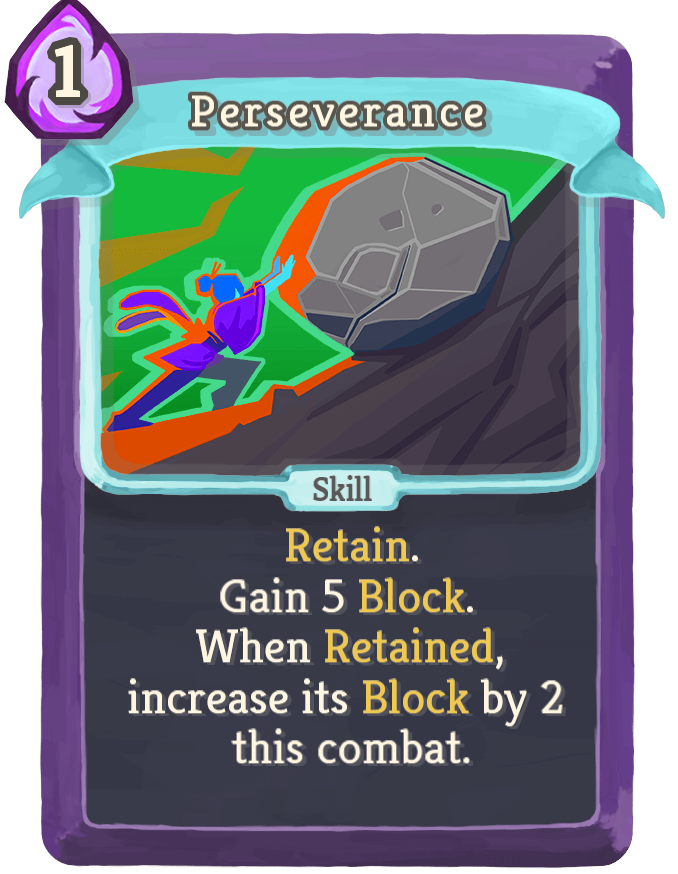 1
Perseverance
Skill
Retain.
Gain 5 Block.
When Retained,
increase its Block by 2
this combat.